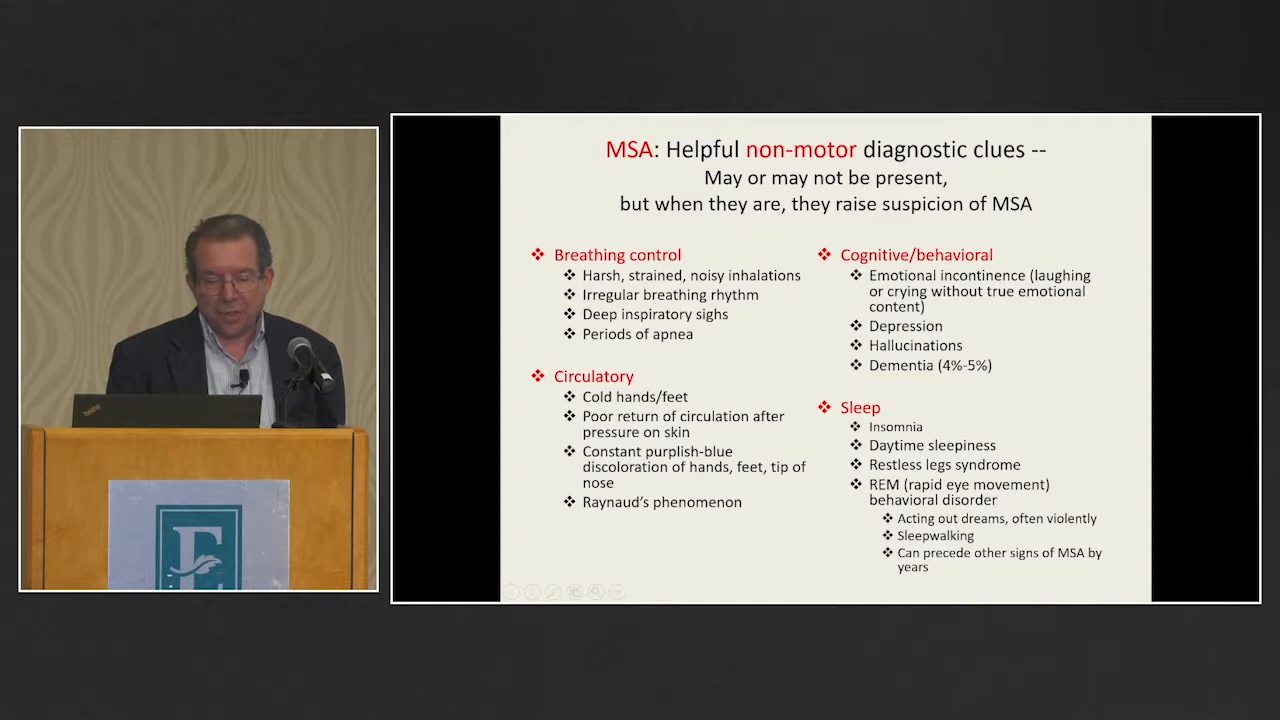 MSA: Helpful non-motor diagnostic clues --
May or may not be present,
but when they are, they raise suspicion of MSA
Breathing control
Harsh, strained, noisy inhalations
Irregular breathing rhythm
Deep inspiratory sighs
Periods of apnea
Circulatory
Cold hands/feet
Poor return of circulation after
pressure on skin
Constant purplish-blue
discoloration of hands, feet, tip of
nose
Raynaud's phenomenon
Cognitive/behavioral
Emotional incontinence (laughing
or crying without true emotional
content)
Depression
Hallucinations
Dementia (4%-5%)
Sleep
Insomnia
Daytime sleepiness
Restless legs syndrome
REM (rapid eye movement)
behavioral disorder
Acting out dreams, often violently
Sleepwalking
Can precede other signs of MSA by
years
ThinkPad
E